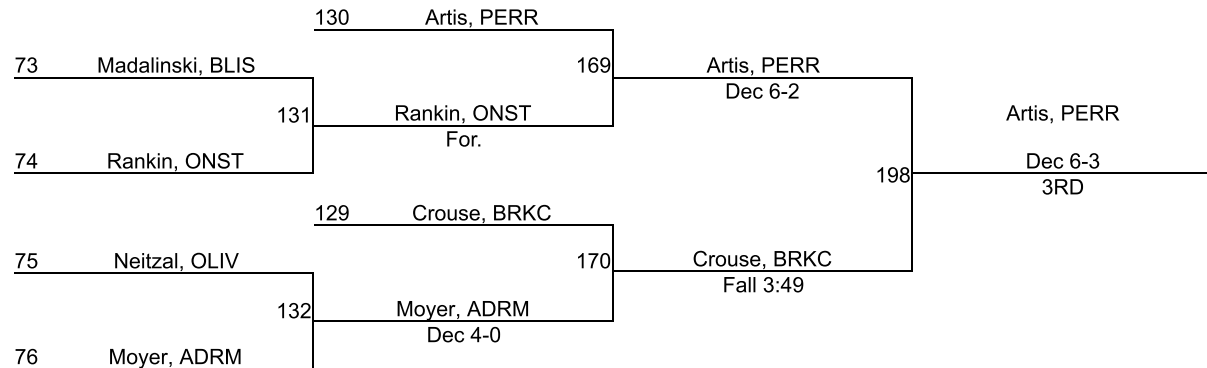 130 Artis, PERR
73 Madalinski, BLIS
169 Artis, PERR
Dec 6-2
131 Rankin, ONST
For.
Artis, PERR
74 Rankin, ONST
Dec 6-3
198
3RD
129 Crouse, BRKC
75 Neitzal, OLIV
170 Crouse, BRKC
Fall 3:49
132 Moyer, ADRM
Dec 4-0
76 Moyer, ADRM